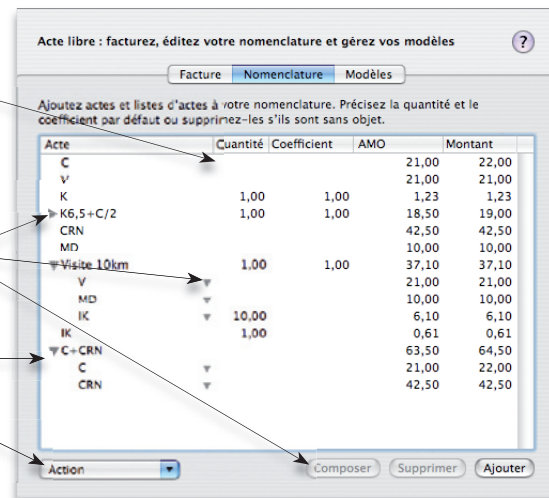 Acte libre : facturez, éditez votre nomenclature et gérez vos modèles ?
Facture Nomenclature Modèles
Ajoutez actes et listes d'actes à votre nomenclature. Précisez la quantité et le
coefficient par défaut ou supprimez-les s'ils sont sans objet.
Acte Quantité Coefficient AMO Montant
C 21,00 22,00
V 21,00 21,00
K 1,00 1,00 1,23 1,23
K6,5+C/2 1,00 1,00 18,50 19,00
CRN 42,50 42,50
MD 10,00 10,00
Visite 10km 1,00 1,00 37,10 37,10
V 21,00 21,00
MD 10,00 10,00
IK 10,00 6,10 6,10
IK 1,00 0,61 0,61
C+CRN 63,50 64,50
C 21,00 22,00
CRN 42,50 42,50
Action Composer Supprimer Ajouter